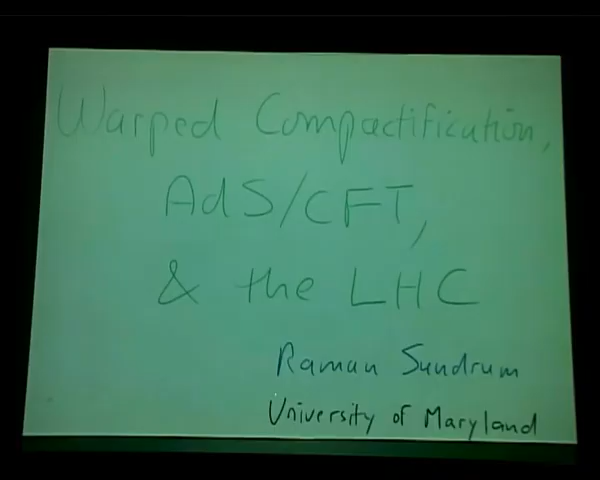 Warped Compactification,
AdS/CFT,
& the LHC
Raman Sundrum
University of Maryland